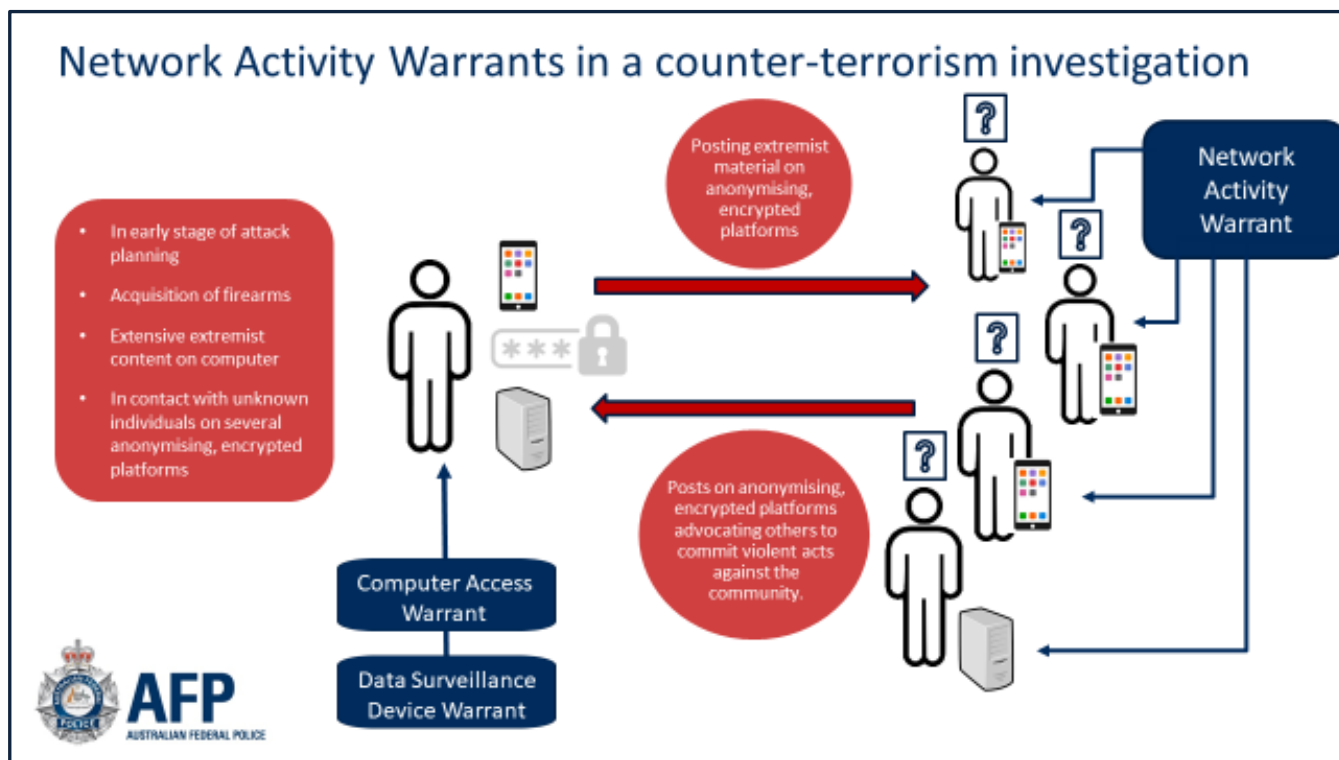 Network Activity Warrants in a counter-terrorism investigation
• In early stage of attack
planning
• Acquisition of firearms
• Extensive extremist
content on computer
• In contact with unknown
individuals on several
anonymising, encrypted
platforms
Posting extremist
material on
anonymising,
encrypted
platforms
?
?
?
?
Network
Activity
Warrant
***
Posts on anonymising,
encrypted platforms
advocating others to
commit violent acts
against the
community.
Computer Access
Warrant
Data Surveillance
Device Warrant
POLICE
AFP
AUSTRALIAN FEDERAL POLICE